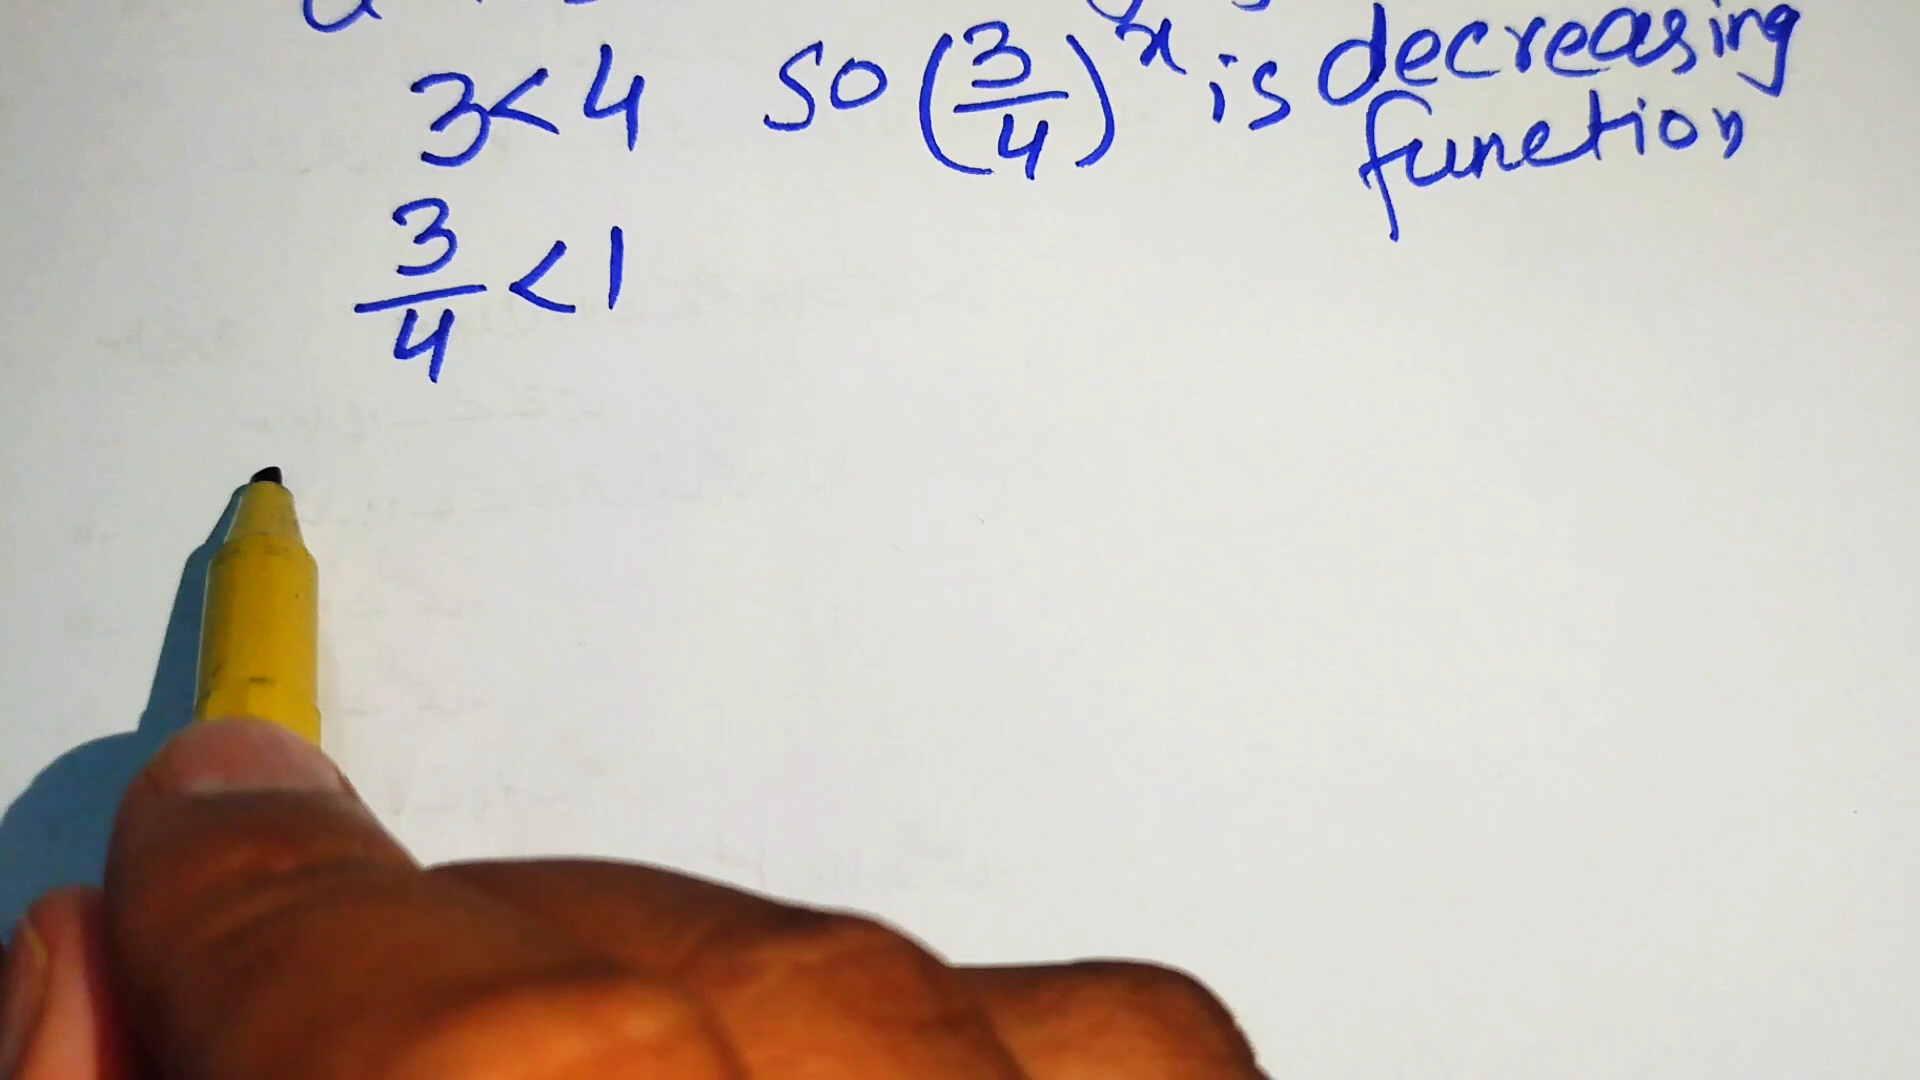 3<4 so (3/4)^x is decreasing
function
3/4 <1